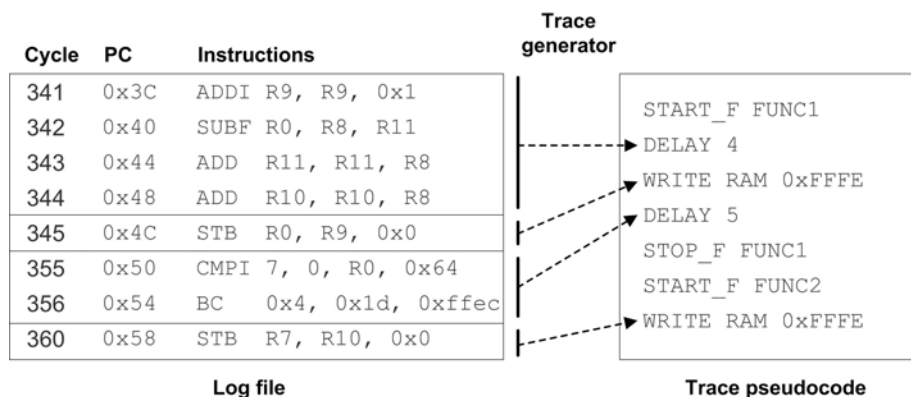 Trace
generator
Cycle PC Instructions
341 0x3C ADDI R9, R9, 0x1
342 0x40 SUBF R0, R8, R11
343 0x44 ADD R11, R11, R8
344 0x48 ADD R10, R10, R8
345 0x4C STB R0, R9, 0x0
355 0x50 CMPI 7, 0, R0, 0x64
356 0x54 BC 0x4, 0x1d, 0xffec
360 0x58 STB R7, R10, 0x0
Log file
START_F FUNC1
DELAY 4
WRITE RAM 0xFFFE
DELAY 5
STOP_F FUNC1
START_F FUNC2
WRITE RAM 0xFFFE
Trace pseudocode